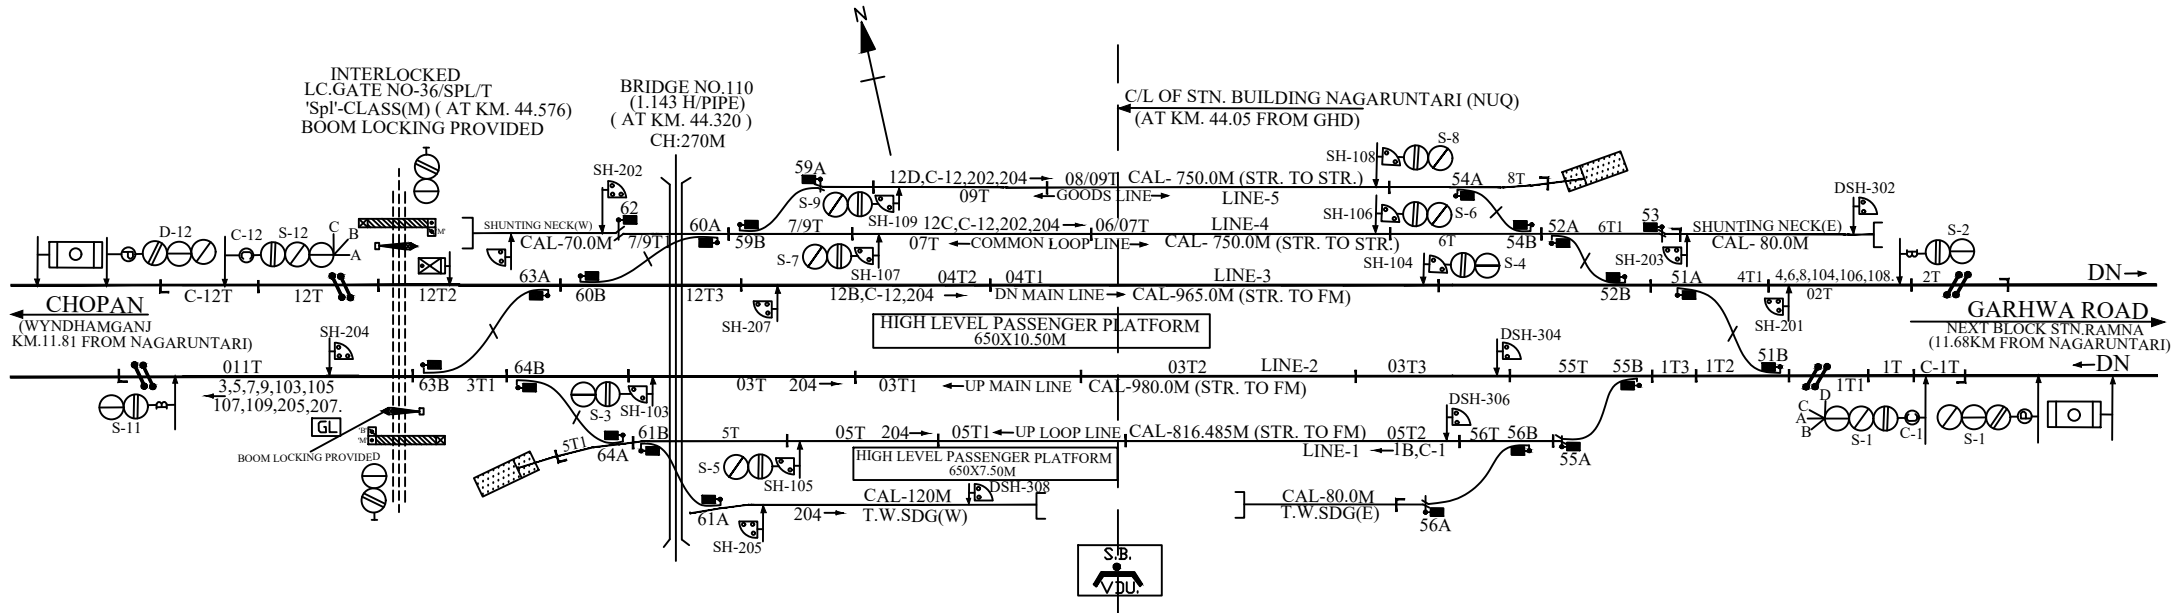 N
INTERLOCKED
LC.GATE NO-36/SPL/T
'Spl'-CLASS(M) ( AT KM. 44.576)
BOOM LOCKING PROVIDED
BRIDGE NO.110
(1.143 H/PIPE)
( AT KM. 44.320 )
CH:270M
C/L OF STN. BUILDING NAGARUNTARI (NUQ)
(AT KM. 44.05 FROM GHD)
S-8
SH-108
59A
SH-202
12D,C-12,202,204
08/09T
CAL- 750.0M (STR. TO STR.)
54A
8T
09T
GOODS LINE
LINE-5
DSH-302
S-9
SH-109
62
60A
SHUNTING NECK(W)
CAL-70.0M
7/9T
59B
7/9T
12C,C-12,202,204
06/07T
LINE-4
SH-106
S-6
52A
6T1
53
SHUNTING NECK(E)
CAL- 80.0M
07T
COMMON LOOP LINE
CAL- 750.0M (STR. TO STR.)
6T
54B
D-12
C-12
S-12
C
B
A
'M'
S-7
SH-107
SH-104
S-4
SH-203
S-2
63A
60B
04T2
04T1
LINE-3
51A
4T1
4,6,8,104,106,108.
2T
DN
C-12T
12T
12T2
12T3
12B,C-12,204
DN MAIN LINE
CAL-965.0M (STR. TO FM)
52B
02T
CHOPAN
(WYNDHAMGANJ
KM.11.81 FROM NAGARUNTARI)
SH-204
SH-207
HIGH LEVEL PASSENGER PLATFORM
650X10.50M
DSH-304
SH-201
GARHWA ROAD
NEXT BLOCK STN.RAMNA
(11.68KM FROM NAGARUNTARI)
011T
64B
03T2
LINE-2
03T3
55T
55B
1T3
1T2
51B
1T
C-1T
DN
3,5,7,9,103,105
107,109,205,207.
63B
3T1
03T
204
03T1
UP MAIN LINE
CAL-980.0M (STR. TO FM)
1T1
S-11
S-3
SH-103
DSH-306
D
C
A
B
S-1
C-1
S-1
GL
'B'
'M'
BOOM LOCKING PROVIDED
5T1
64A
61B
5T
05T
204
05T1
UP LOOP LINE
CAL-816.485M (STR. TO FM)
05T2
56T
56B
LINE-1
1B,C-1
55A
S-5
SH-105
HIGH LEVEL PASSENGER PLATFORM
650X7.50M
DSH-308
61A
CAL-120M
204
T.W.SDG(W)
CAL-80.0M
T.W.SDG(E)
56A
SH-205
S.B.
VDU.